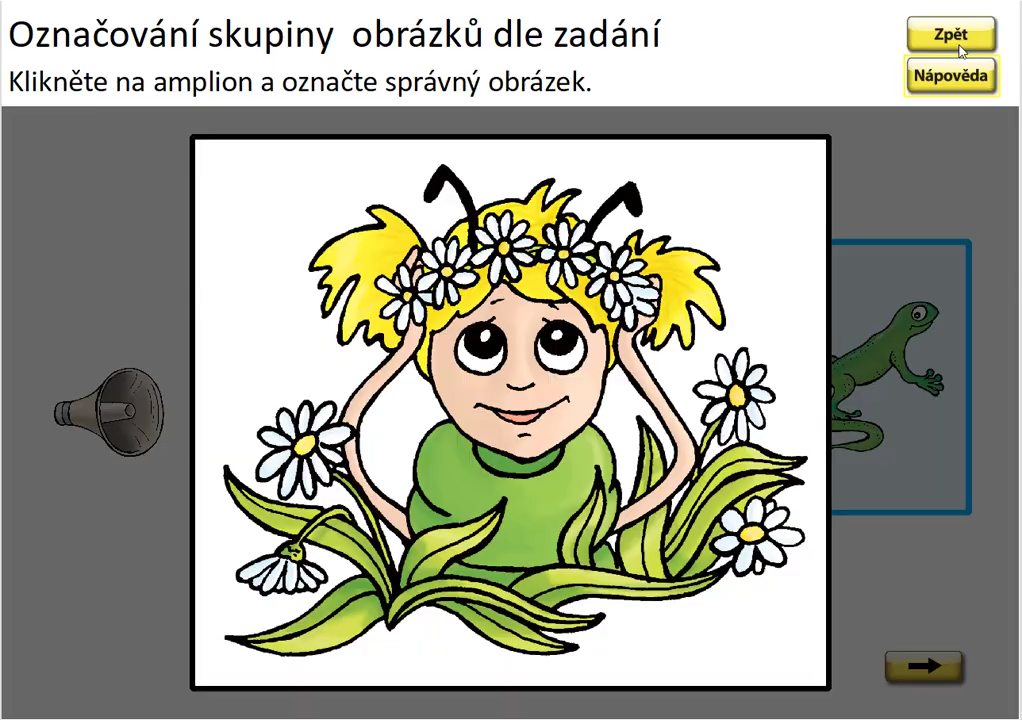 Označování skupiny  obrázků dle zadání
Zpět
Klikněte na amplion a označte správný obrázek.
Nápověda